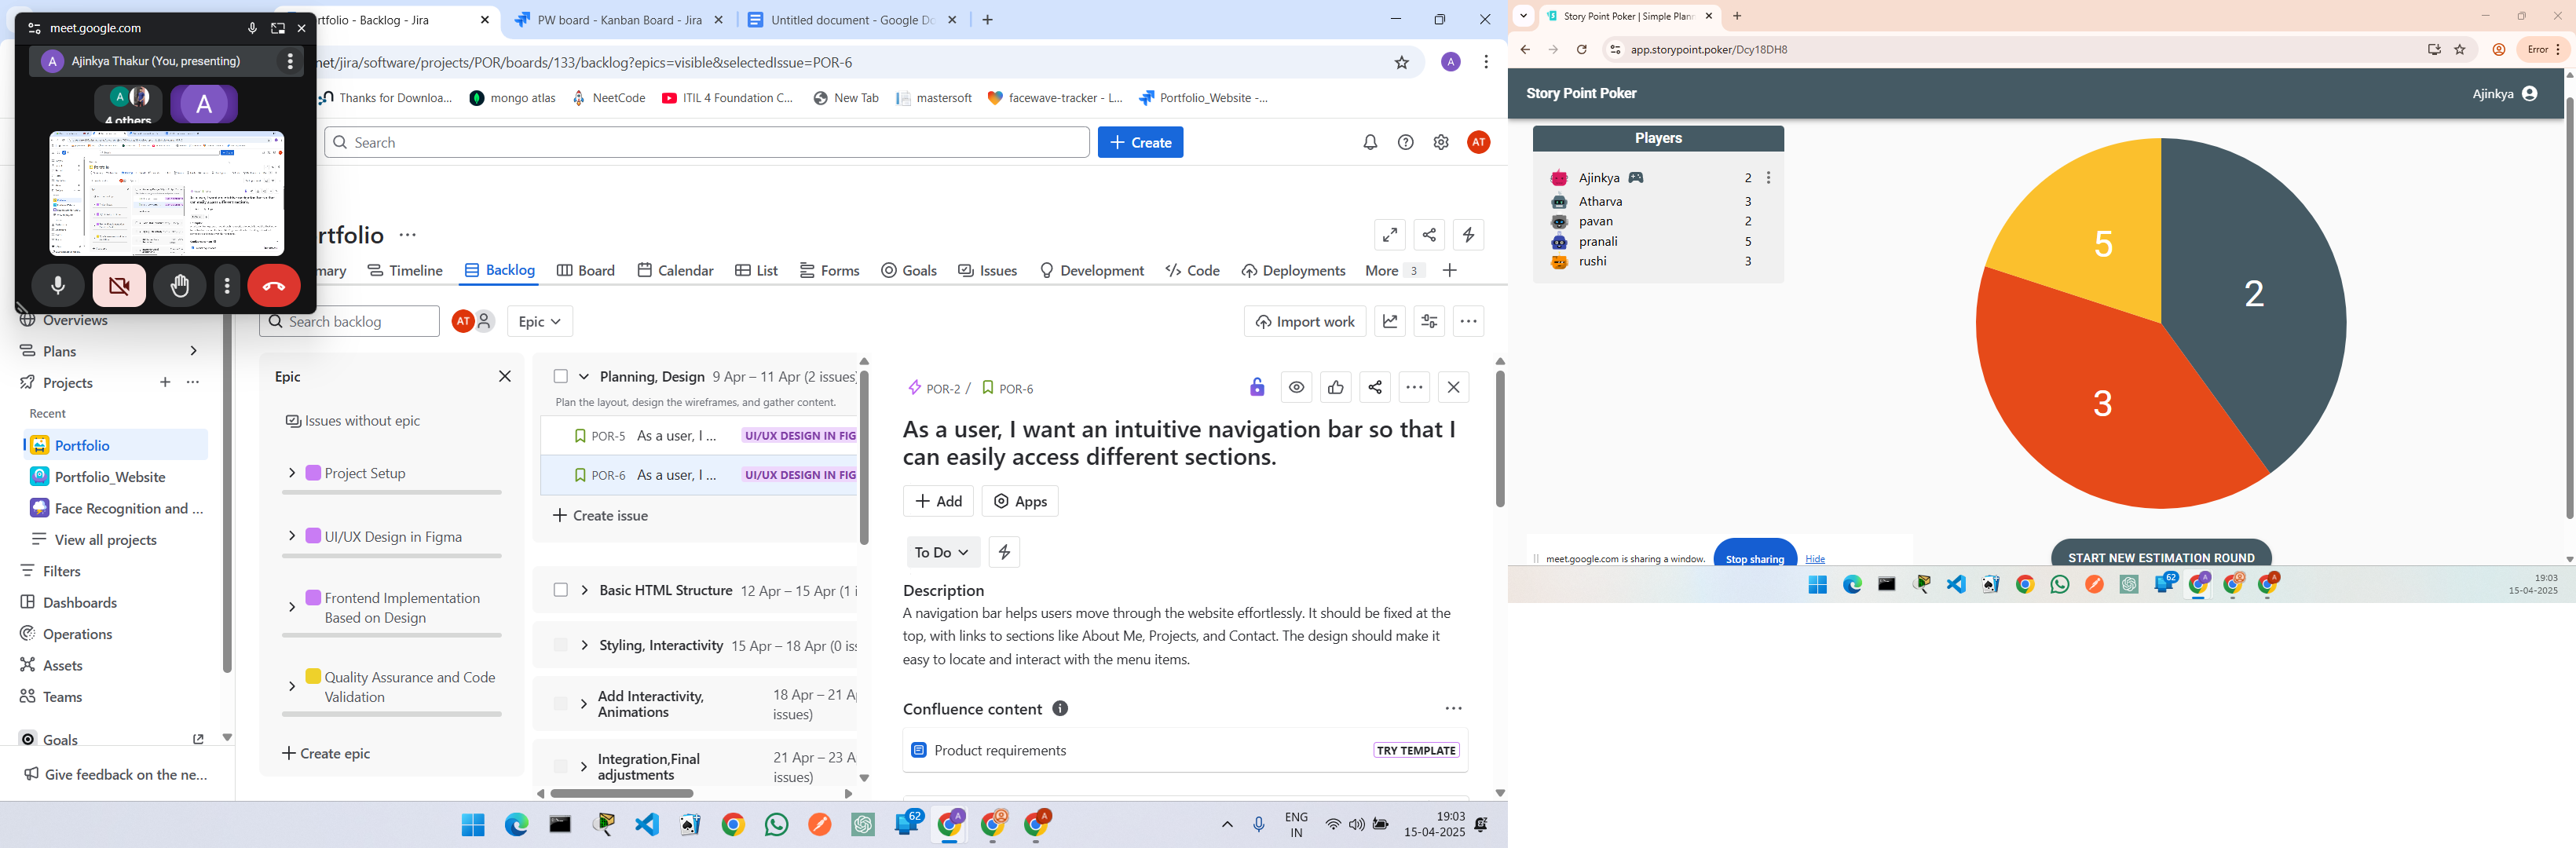 meet.google.com
Ajinkya Thakur (You, presenting)
A
A
A
4 others
rtfolio - Backlog - Jira
PW board - Kanban Board - Jira
Untitled document - Google Do
net/jira/software/projects/POR/boards/133/backlog?epics=visible&selectedIssue=POR-6
A
Thanks for Downloa...
mongo atlas
NeetCode
ITIL 4 Foundation C...
New Tab
mastersoft
facewave-tracker - L...
Portfolio_Website -...
Search
Create
AT
rtfolio
mary
Timeline
Backlog
Board
Calendar
List
Forms
Goals
Issues
Development
Code
Deployments
More 3
Search backlog
AT
Epic
Import work
Overviews
Plans
Projects
Recent
Portfolio
Portfolio_Website
Face Recognition and ...
View all projects
Filters
Dashboards
Operations
Assets
Teams
Goals
Give feedback on the ne...
Epic
Issues without epic
Project Setup
UI/UX Design in Figma
Frontend Implementation
Based on Design
Quality Assurance and Code
Validation
Create epic
Planning, Design 9 Apr – 11 Apr (2 issues)
Plan the layout, design the wireframes, and gather content.
POR-5 As a user, I ... UI/UX DESIGN IN FIG
POR-6 As a user, I ... UI/UX DESIGN IN FIG
Create issue
Basic HTML Structure 12 Apr – 15 Apr (1 i
Styling, Interactivity 15 Apr – 18 Apr (0 iss
Add Interactivity,
Animations
18 Apr – 21 A
issues)
Integration,Final
adjustments
21 Apr – 23 A
issues)
POR-2 / POR-6
As a user, I want an intuitive navigation bar so that I
can easily access different sections.
Add
Apps
To Do
Description
A navigation bar helps users move through the website effortlessly. It should be fixed at the
top, with links to sections like About Me, Projects, and Contact. The design should make it
easy to locate and interact with the menu items.
Confluence content
Product requirements
TRY TEMPLATE
62
A
A
ENG
IN
19:03
15-04-2025
Story Point Poker | Simple Plann
app.storypoint.poker/Dcy18DH8
Error
Story Point Poker
Ajinkya
Players
Ajinkya 2
Atharva 3
pavan 2
pranali 5
rushi 3
5
2
3
meet.google.com is sharing a window.
Stop sharing
Hide
START NEW ESTIMATION ROUND
62
A
A
19:03
15-04-2025